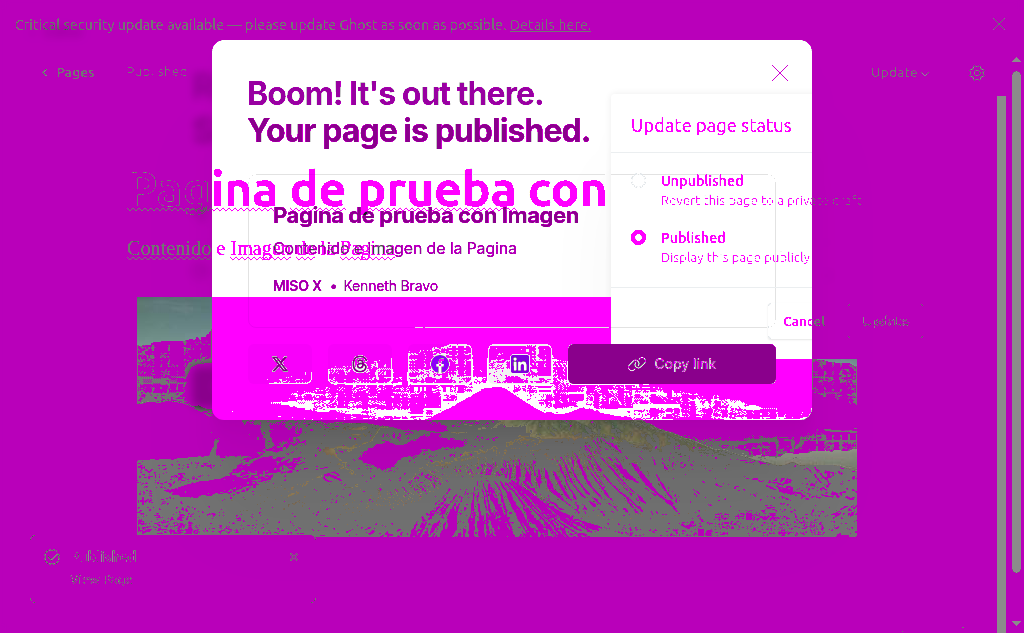 Critical security update available — please update Ghost as soon as possible. Details here.
Pages
Published
Update
Boom! It's out there.
Your page is published.
Update page status
Pagina de prueba con
Unpublished
Revert this page to a private draft
Pagina de prueba con Imagen
Published
Display this page publicly
Contenido e Imagen de la Pagina
Contenido e Imagen de la Pagina
MISO X • Kenneth Bravo
Cancel
Update
Copy link
Published
View Page